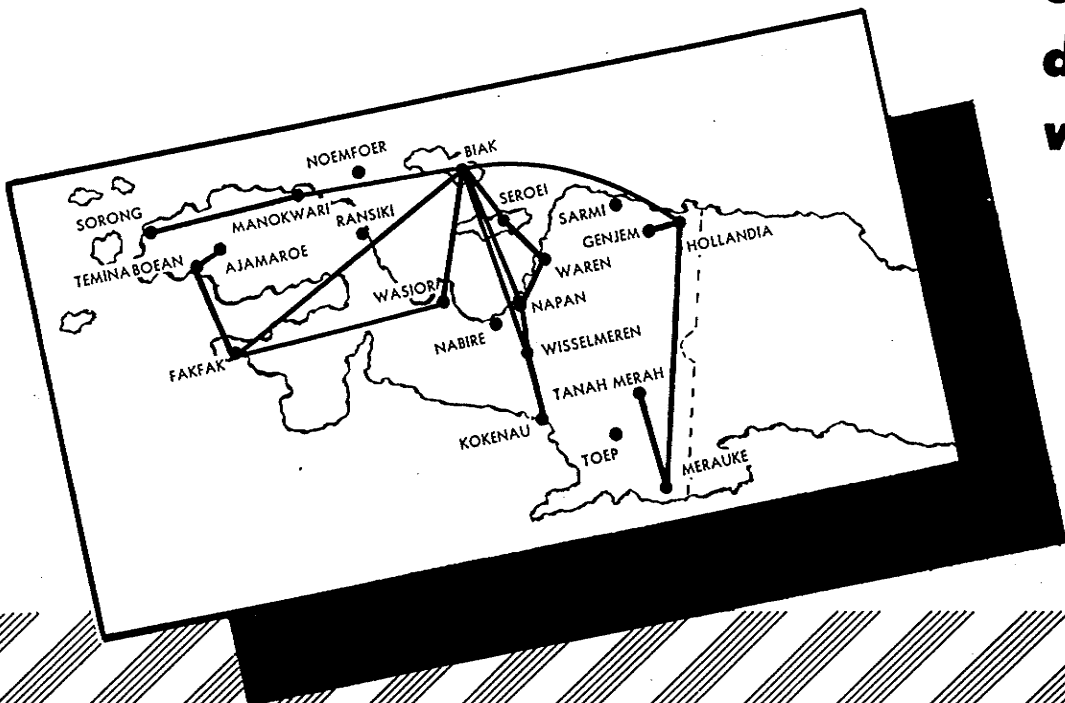 NOEMFOER
BIAK
SORONG
MANOKWARI
RANSIKI
SEROEI
SARMI
GENJEM
HOLLANDIA
TEMINABOEAN
AJAMAROE
WAREN
WASIOR
NAPAN
NABIRE
WISSELMEREN
FAKFAK
TANAH MERAH
KOKENAU
TOEP
MERAUKE
d
v